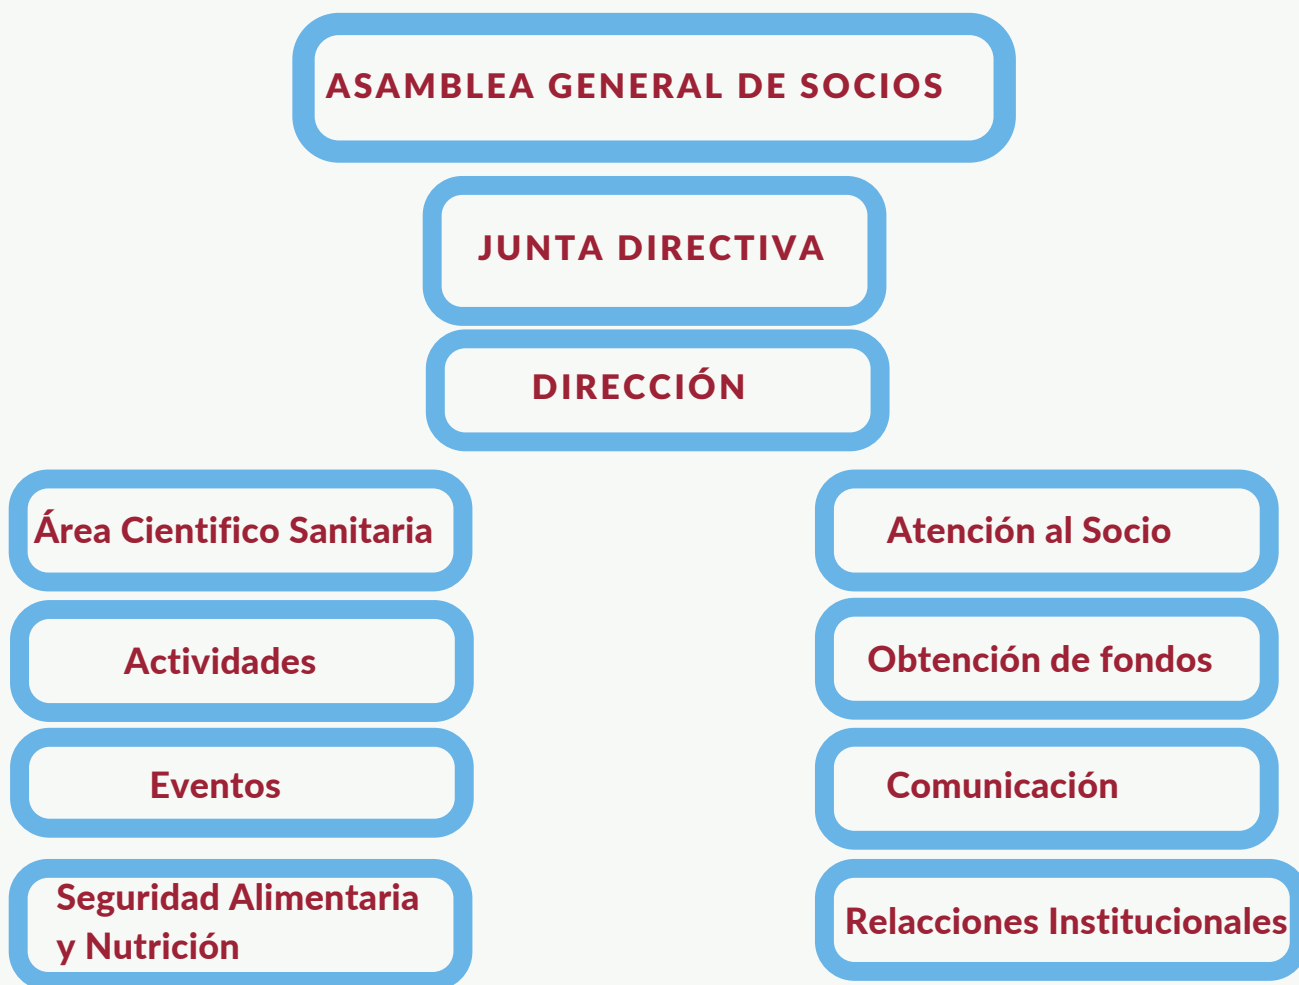 ASAMBLEA GENERAL DE SOCIOS
JUNTA DIRECTIVA
DIRECCIÓN
Área Cientifico Sanitaria
Actividades
Eventos
Seguridad Alimentaria
y Nutrición
Atención al Socio
Obtención de fondos
Comunicación
Relacciones Institucionales